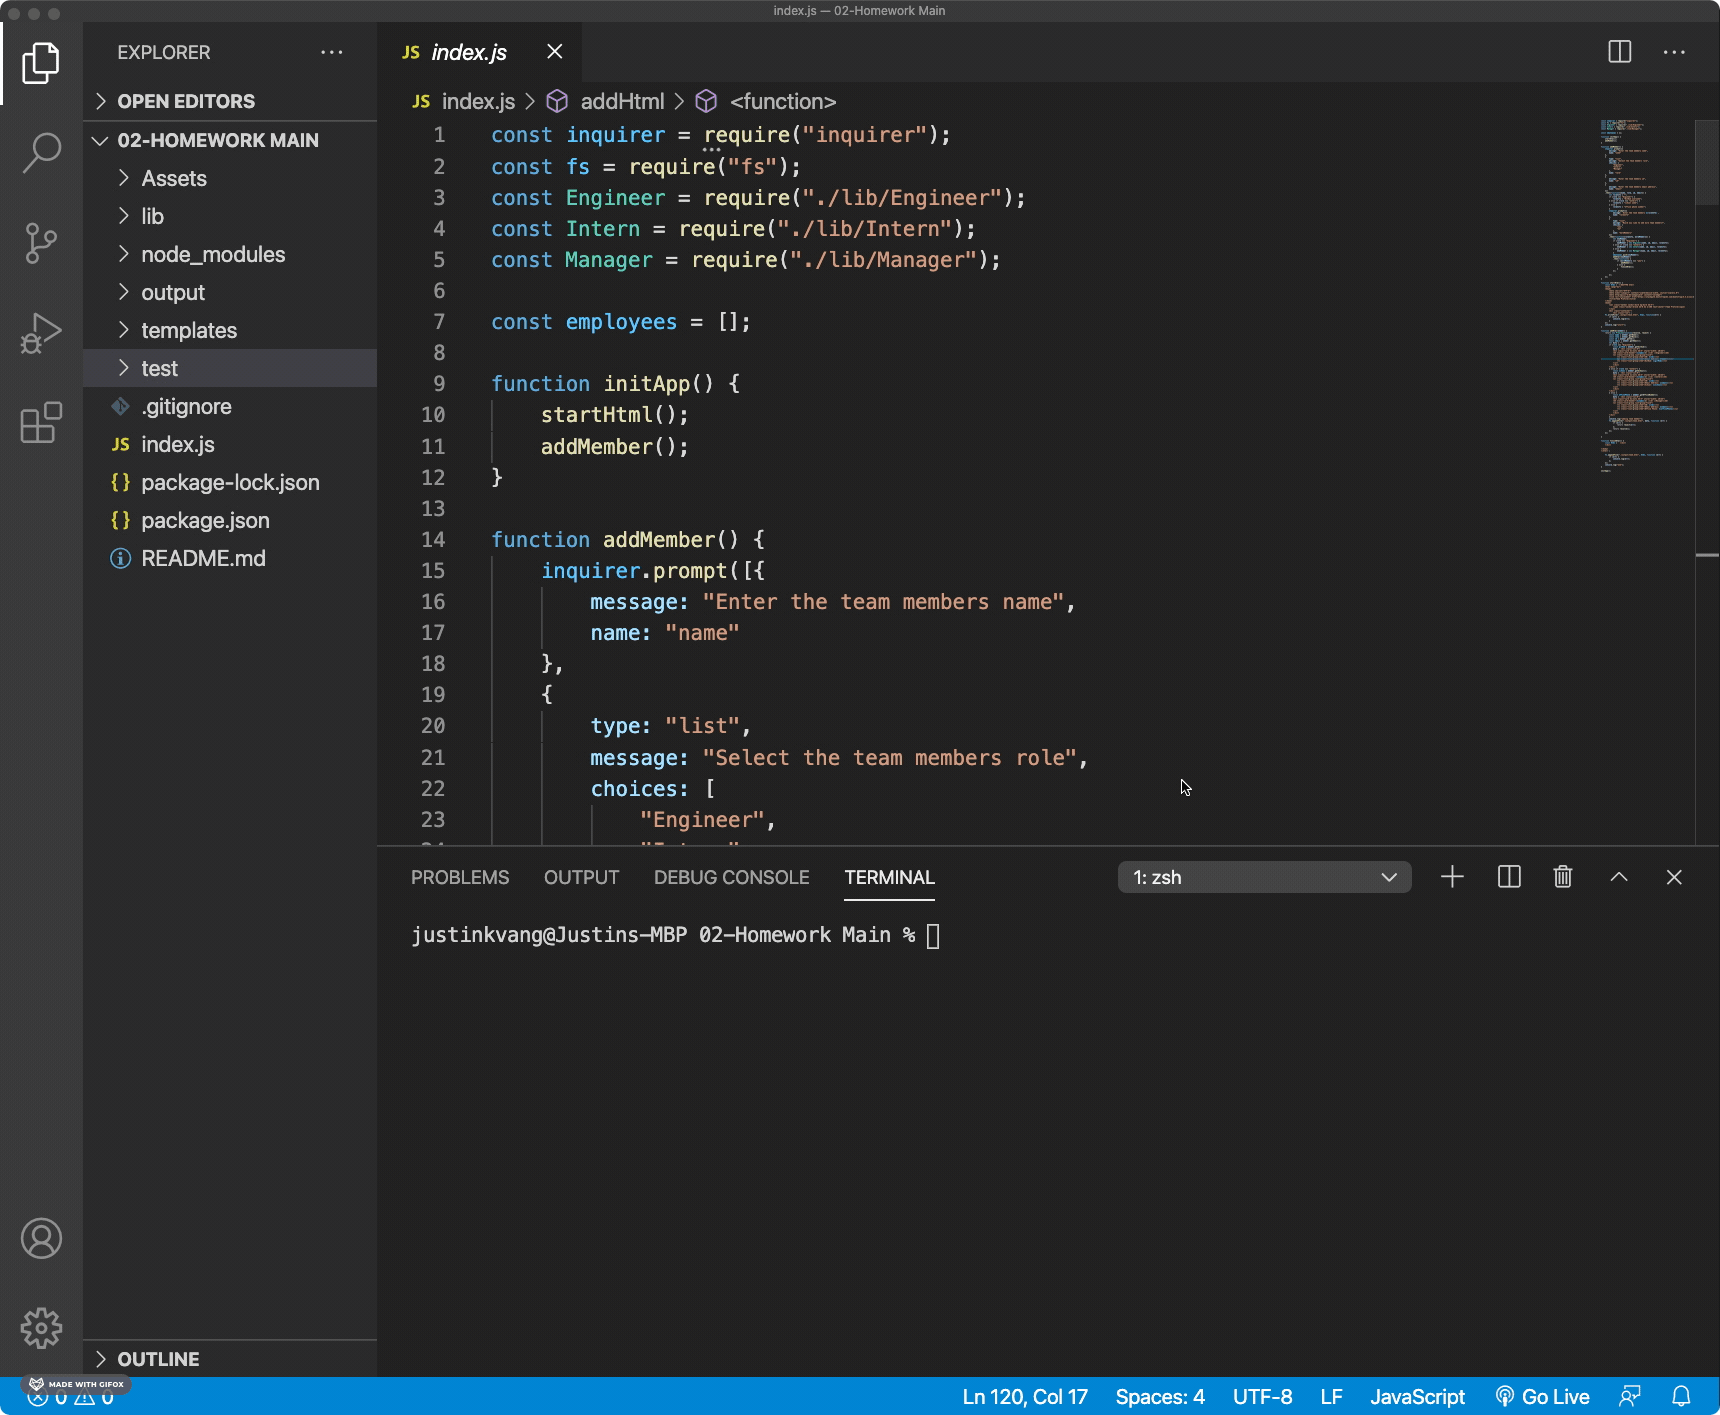 index.js — 02-Homework Main
EXPLORER
OPEN EDITORS
02-HOMEWORK MAIN
Assets
lib
node_modules
output
templates
test
.gitignore
JS index.js
{} package-lock.json
{} package.json
README.md
OUTLINE
JS index.js
JS index.js > addHtml > <function>
1 const inquirer = require("inquirer");
2 const fs = require("fs");
3 const Engineer = require("./lib/Engineer");
4 const Intern = require("./lib/Intern");
5 const Manager = require("./lib/Manager");
6
7 const employees = [];
8
9 function initApp() {
10 startHtml();
11 addMember();
12 }
13
14 function addMember() {
15 inquirer.prompt([{
16 message: "Enter the team members name",
17 name: "name"
18 },
19 {
20 type: "list",
21 message: "Select the team members role",
22 choices: [
23 "Engineer",
PROBLEMS OUTPUT DEBUG CONSOLE TERMINAL 1: zsh
justinkvang@Justins-MBP 02-Homework Main %
MADE WITH GIFOX
0 0 Ln 120, Col 17 Spaces: 4 UTF-8 LF JavaScript Go Live